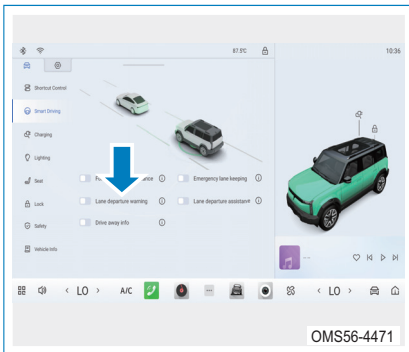 87.5℃
10:36
Shortcut Control
Smart Driving
Charging
Lighting
Seat
Emergency lane keeping
Lock
Lane departure warning
Lane departure assistant
Safety
Drive away info
Vehicle Info
--
< LO >
A/C
< LO >
OMS56-4471